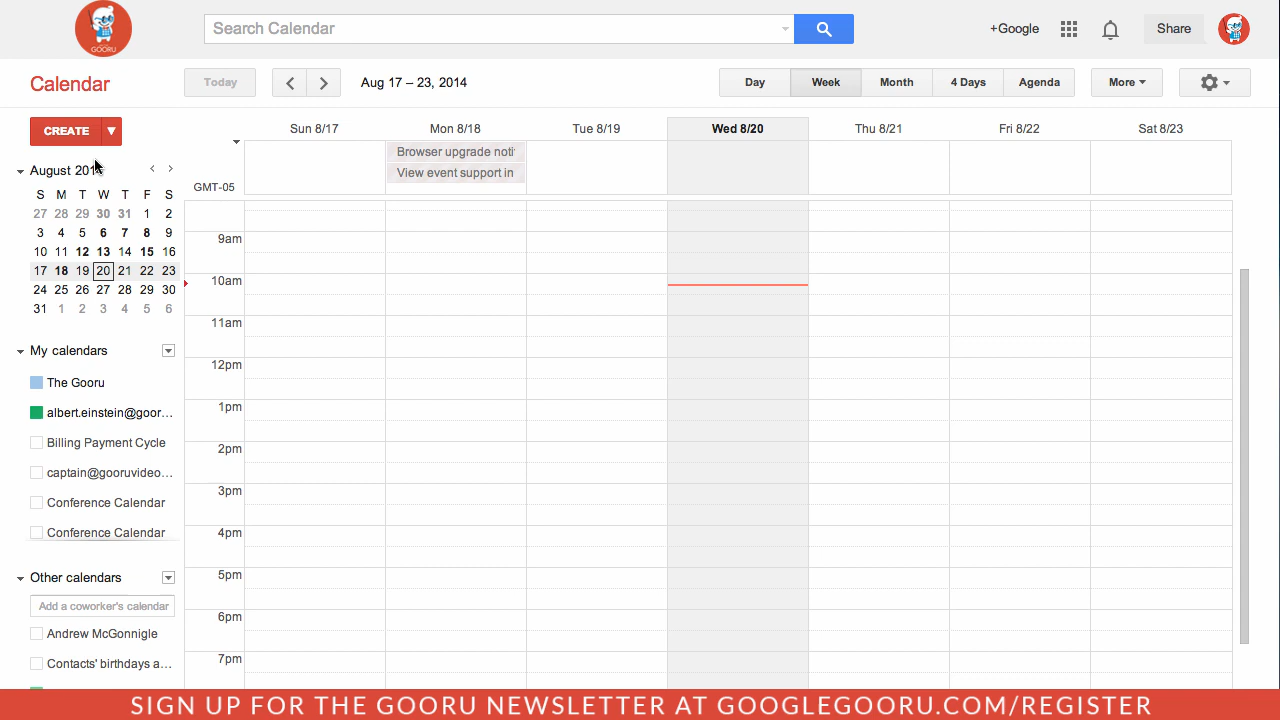 GOORU
Search Calendar
+Google
Share
Calendar
Today
Aug 17 – 23, 2014
Day
Week
Month
4 Days
Agenda
More
CREATE
Sun 8/17
Mon 8/18
Tue 8/19
Wed 8/20
Thu 8/21
Fri 8/22
Sat 8/23
Browser upgrade noti
View event support in
GMT-05
August 201
S M T W T F S
27 28 29 30 31 1 2
3 4 5 6 7 8 9
10 11 12 13 14 15 16
17 18 19 20 21 22 23
24 25 26 27 28 29 30
31 1 2 3 4 5 6
9am
10am
11am
12pm
1pm
2pm
3pm
4pm
5pm
6pm
7pm
My calendars
The Gooru
albert.einstein@goor...
Billing Payment Cycle
captain@gooruvideo...
Conference Calendar
Conference Calendar
Other calendars
Add a coworker's calendar
Andrew McGonnigle
Contacts' birthdays a...
SIGN UP FOR THE GOORU NEWSLETTER AT GOOGLEGOORU.COM/REGISTER